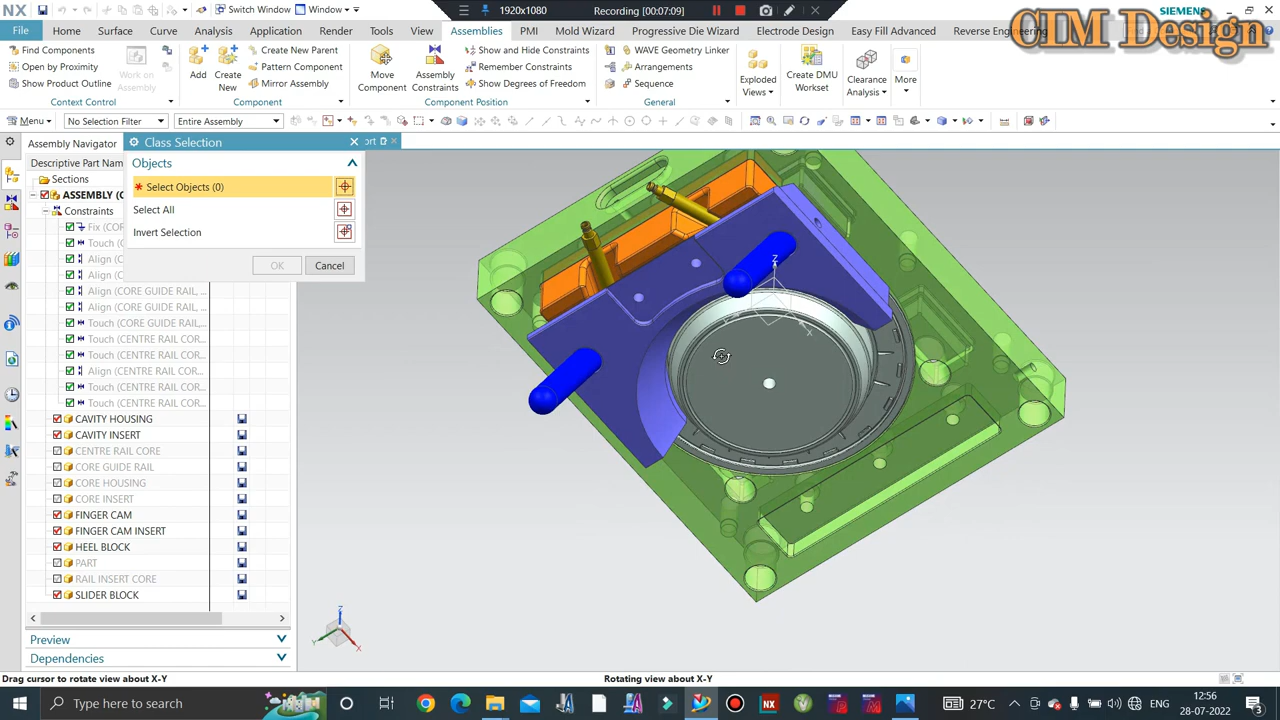 NX
Switch Window
Window
1920x1080
Recording [00:07:09]
SIEMENS
CIM Design
File
Home
Surface
Curve
Analysis
Application
Render
Tools
View
Assemblies
PMI
Mold Wizard
Progressive Die Wizard
Electrode Design
Easy Fill Advanced
Reverse Engineering
Find Components
Open by Proximity
Show Product Outline
Work on Assembly
Add
Create New
Create New Parent
Pattern Component
Mirror Assembly
Move Component
Assembly Constraints
Show and Hide Constraints
Remember Constraints
Show Degrees of Freedom
WAVE Geometry Linker
Arrangements
Sequence
Exploded Views
Create DMU Workset
Clearance Analysis
More
Context Control
Component
Component Position
General
Menu
No Selection Filter
Entire Assembly
Assembly Navigator
Class Selection
ort
Descriptive Part Name
Objects
Sections
* Select Objects (0)
ASSEMBLY (
Select All
Constraints
Fix (COR
Invert Selection
Touch (
Align (C
OK
Cancel
Align (C
Align (CORE GUIDE RAIL, ...
Align (CORE GUIDE RAIL, ...
Touch (CORE GUIDE RAIL, ...
Touch (CENTRE RAIL COR...
Touch (CENTRE RAIL COR...
Align (CENTRE RAIL COR...
Touch (CENTRE RAIL COR...
Touch (CENTRE RAIL COR...
CAVITY HOUSING
CAVITY INSERT
CENTRE RAIL CORE
CORE GUIDE RAIL
CORE HOUSING
CORE INSERT
FINGER CAM
FINGER CAM INSERT
HEEL BLOCK
PART
RAIL INSERT CORE
SLIDER BLOCK
Z
X
Z
Y
X
Preview
Dependencies
Drag cursor to rotate view about X-Y
Rotating view about X-Y
Type here to search
27°C
ENG
12:56
28-07-2022
3